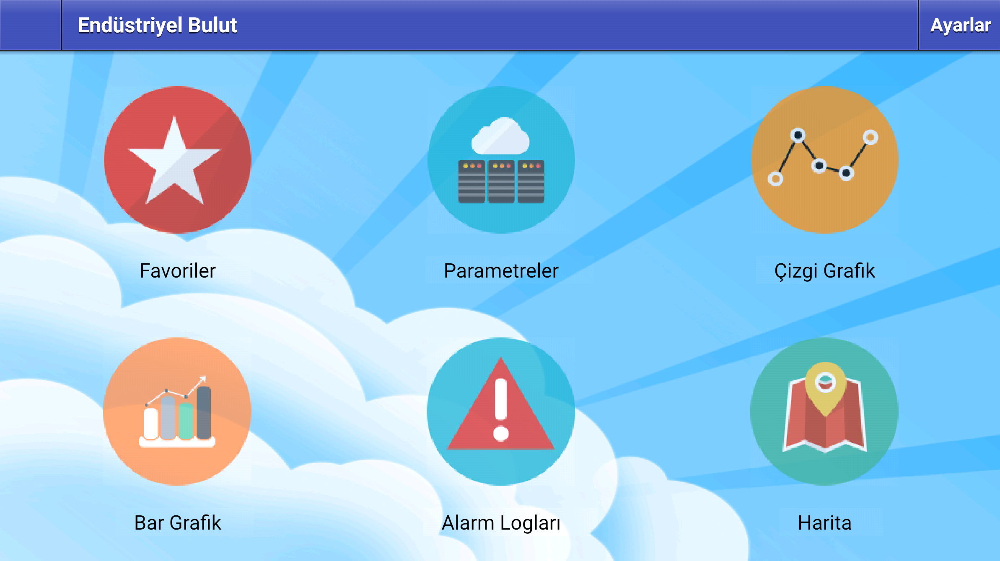 Endüstriyel Bulut
Ayarlar
Favoriler
Parametreler
Çizgi Grafik
Bar Grafik
Alarm Logları
Harita